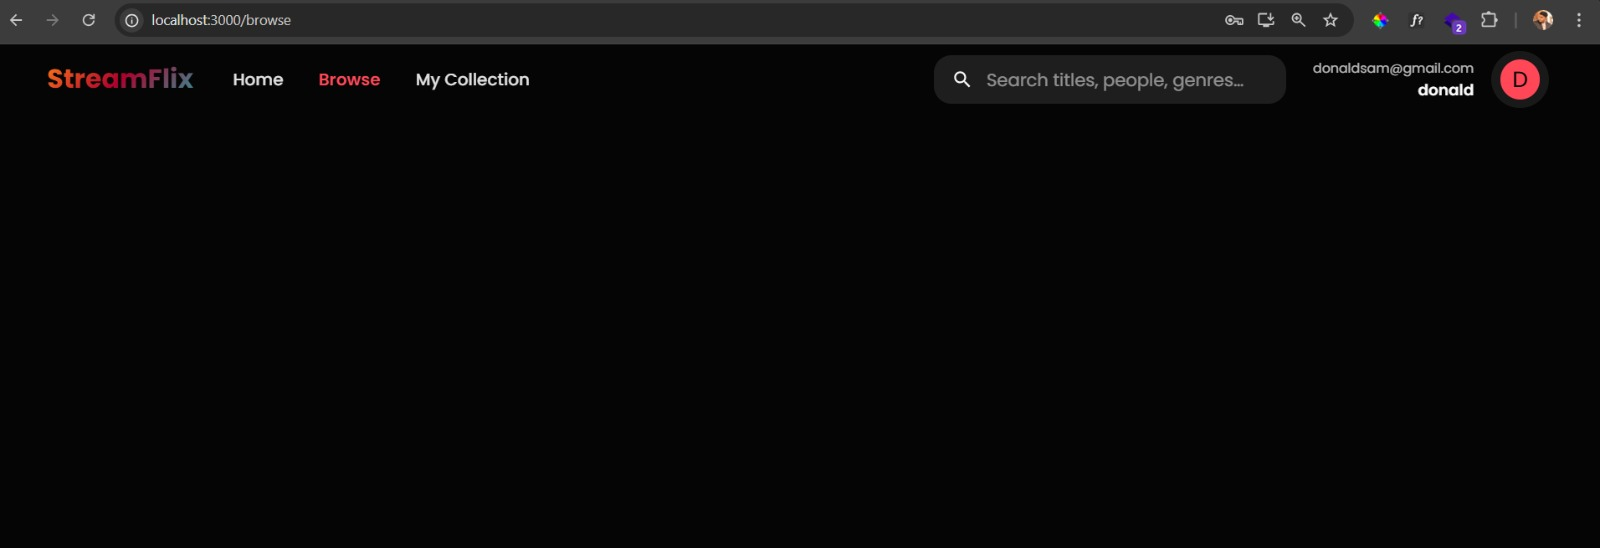 localhost:3000/browse
f?
2
StreamFlix
Home
Browse
My Collection
Search titles, people, genres...
donaldsam@gmail.com
donald
D